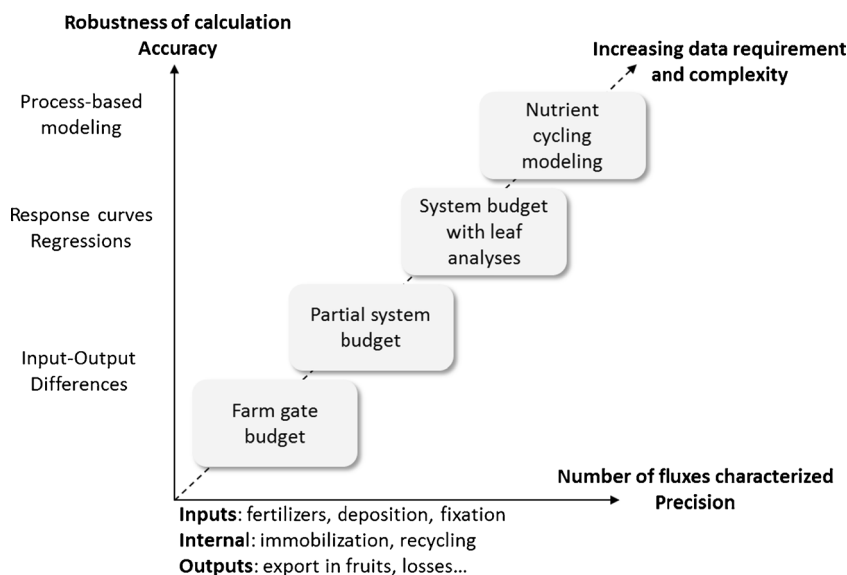 Robustness of calculation
Accuracy
Increasing data requirement
and complexity
Process-based
modeling
Nutrient
cycling
modeling
Response curves
Regressions
System budget
with leaf
analyses
Partial system
budget
Input-Output
Differences
Farm gate
budget
Number of fluxes characterized
Precision
Inputs: fertilizers, deposition, fixation
Internal: immobilization, recycling
Outputs: export in fruits, losses...